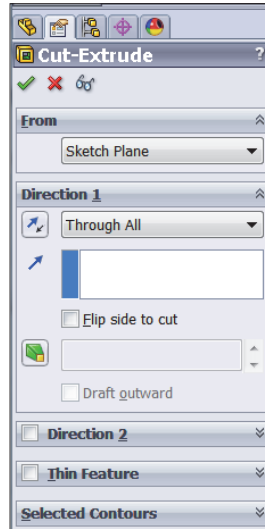 Cut-Extrude ?
From
Sketch Plane
Direction 1
Through All
Flip side to cut
Draft outward
Direction 2
Thin Feature
Selected Contours